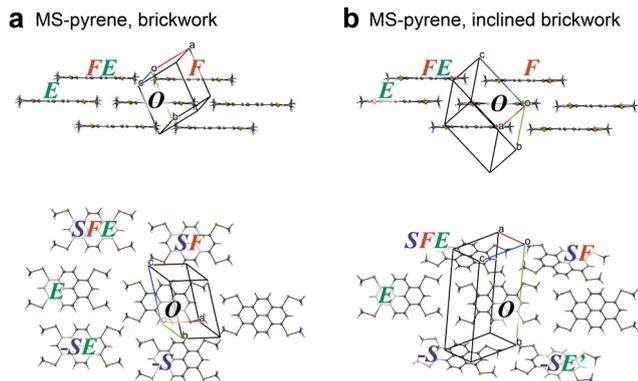 a MS-pyrene, brickwork
FE
F
a
o
c
E
O
b
SFE
SF
c
E
O
o
a
b
-SE
-S
b MS-pyrene, inclined brickwork
c
FE
F
E
O
o
a
b
SFE
a
o
SF
c
E
O
-S
b
-SE'